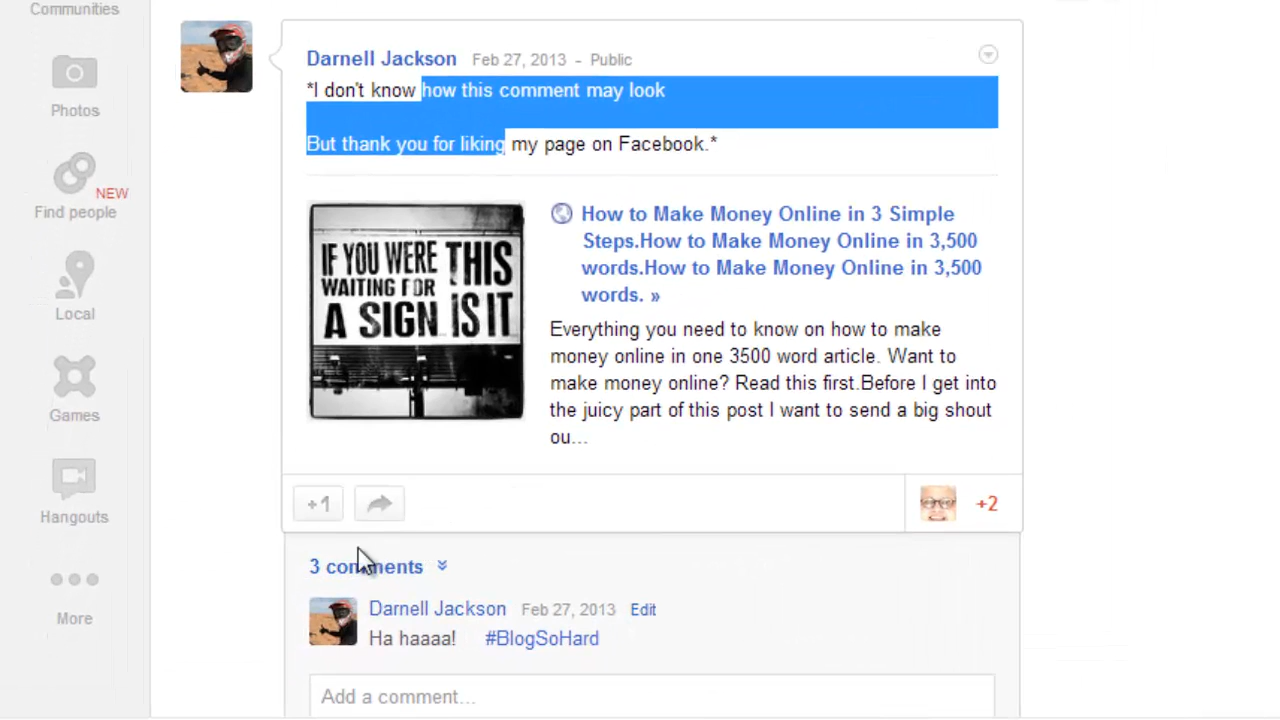 Communities
Photos
NEW
Find people
Local
Games
Hangouts
More
Darnell Jackson Feb 27, 2013 - Public
*I don't know how this comment may look
But thank you for liking my page on Facebook.*
IF YOU WERE THIS
WAITING FOR
A SIGN IS IT
How to Make Money Online in 3 Simple
Steps.How to Make Money Online in 3,500
words.How to Make Money Online in 3,500
words. »
Everything you need to know on how to make
money online in one 3500 word article. Want to
make money online? Read this first.Before I get into
the juicy part of this post I want to send a big shout
ou...
+1
+2
3 comments
Darnell Jackson Feb 27, 2013 Edit
Ha haaaa! #BlogSoHard
Add a comment...